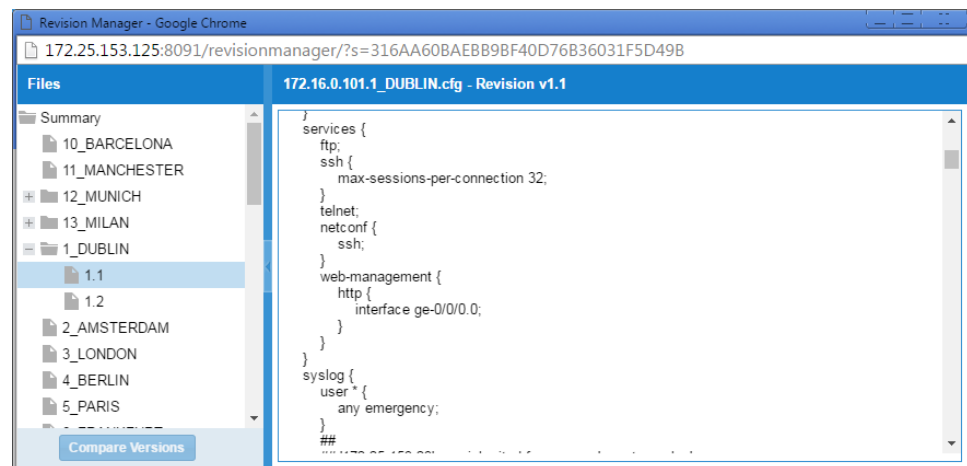 Revision Manager - Google Chrome
172.25.153.125:8091/revisionmanager/?s=316AA60BAEBB9BF40D76B36031F5D49B
Files
Summary
10_BARCELONA
11_MANCHESTER
12_MUNICH
13_MILAN
1_DUBLIN
1.1
1.2
2_AMSTERDAM
3_LONDON
4_BERLIN
5_PARIS
Compare Versions
172.16.0.101.1_DUBLIN.cfg - Revision v1.1
}
services {
ftp;
ssh {
max-sessions-per-connection 32;
}
telnet;
netconf {
ssh;
}
web-management {
http {
interface ge-0/0/0.0;
}
}
}
syslog {
user * {
any emergency;
}
##